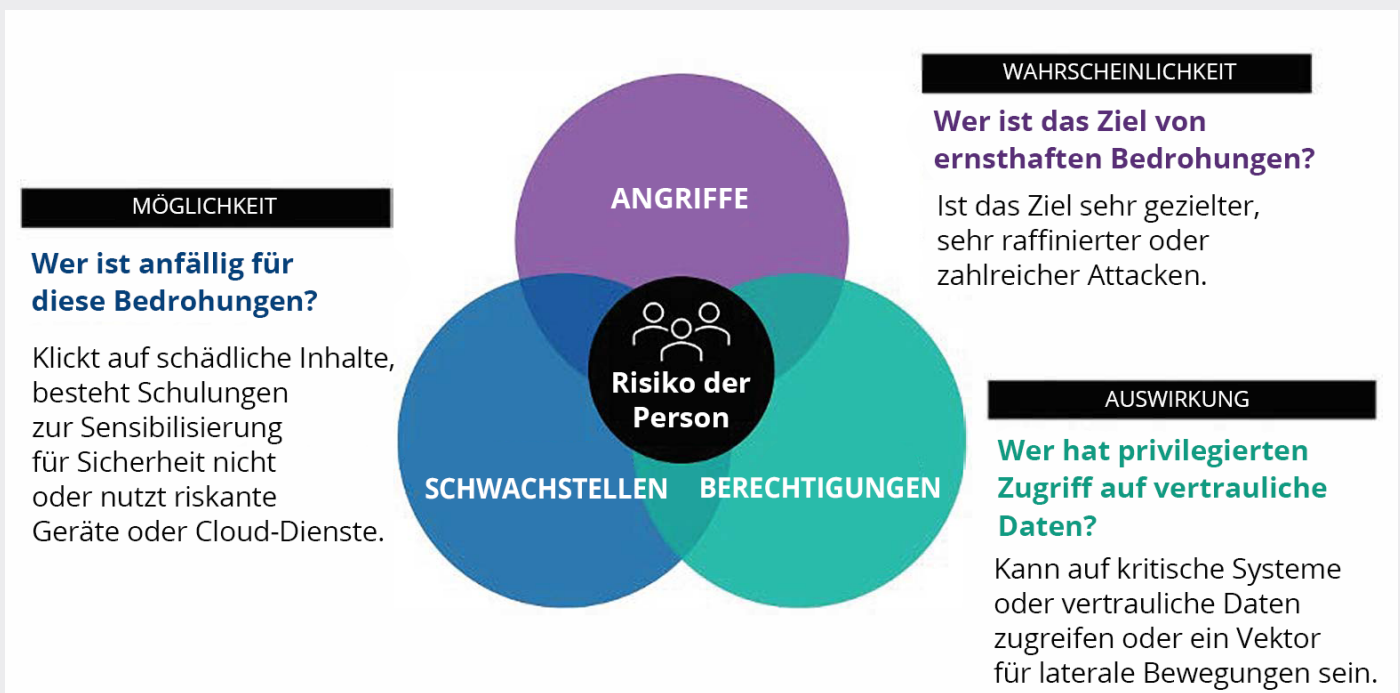 WAHRSCHEINLICHKEIT
Wer ist das Ziel von
ernsthaften Bedrohungen?
Ist das Ziel sehr gezielter,
sehr raffinierter oder
zahlreicher Attacken.
MÖGLICHKEIT
Wer ist anfällig für
diese Bedrohungen?
Klickt auf schädliche Inhalte,
besteht Schulungen
zur Sensibilisierung
für Sicherheit nicht
oder nutzt riskante
Geräte oder Cloud-Dienste.
ANGRIFFE
Risiko der
Person
SCHWACHSTELLEN
BERECHTIGUNGEN
AUSWIRKUNG
Wer hat privilegierten
Zugriff auf vertrauliche
Daten?
Kann auf kritische Systeme
oder vertrauliche Daten
zugreifen oder ein Vektor
für laterale Bewegungen sein.